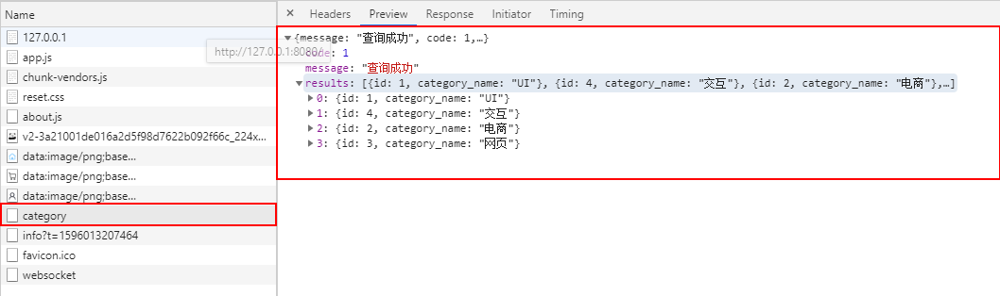 Name
127.0.0.1
app.js
chunk-vendors.js
reset.css
about.js
v2-3a21001de016a2d5f98d7622b092f66c_224x...
data:image/png;base...
data:image/png;base...
data:image/png;base...
category
info?t=1596013207464
favicon.ico
websocket
http://127.0.0.1:8080/
× Headers Preview Response Initiator Timing
▼{message: "查询成功", code: 1,…}
code: 1
message: "查询成功"
▼results: [{id: 1, category_name: "UI"}, {id: 4, category_name: "交互"}, {id: 2, category_name: "电商"},…]
▶0: {id: 1, category_name: "UI"}
▶1: {id: 4, category_name: "交互"}
▶2: {id: 2, category_name: "电商"}
▶3: {id: 3, category_name: "网页"}